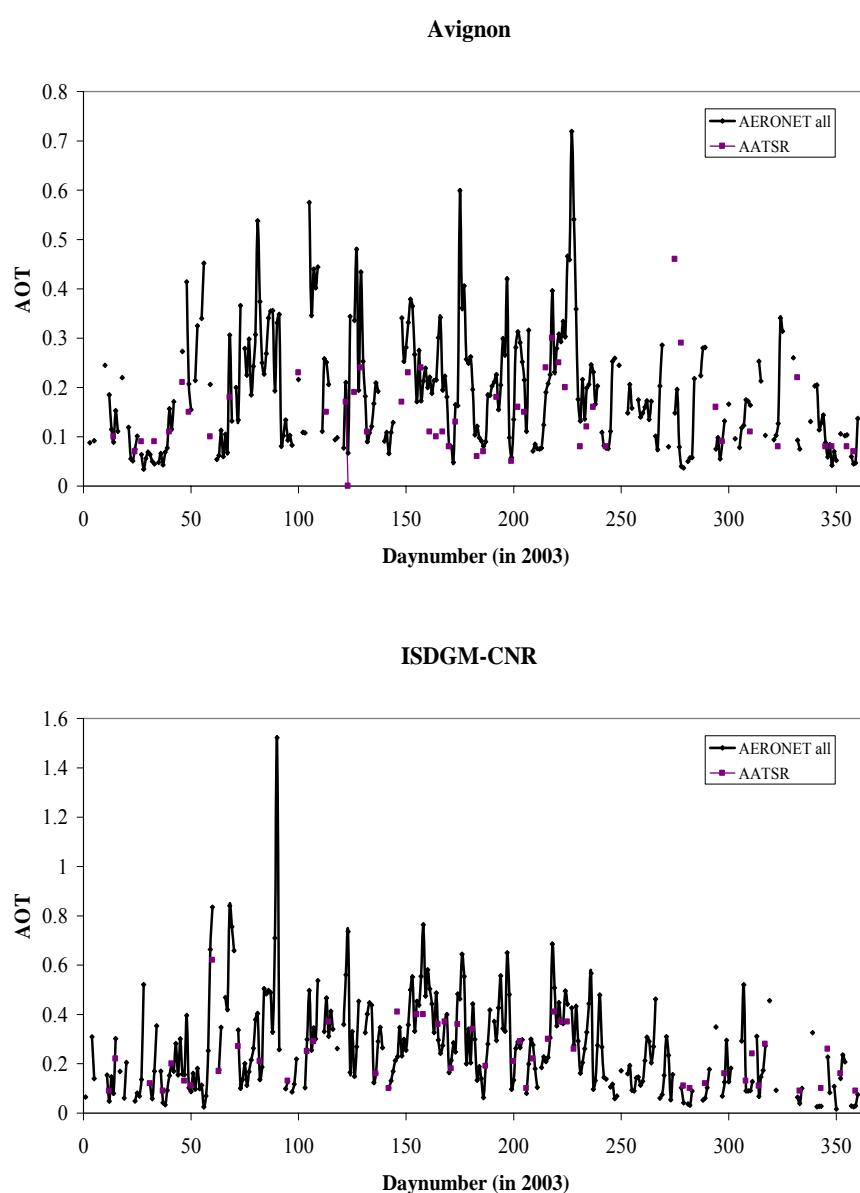 Avignon
0.8
0.7
0.6
0.5
0.4
0.3
0.2
0.1
0
AOT
AERONET all
AATSR
0 50 100 150 200 250 300 350
Daynumber (in 2003)
ISDGM-CNR
1.6
1.4
1.2
1
0.8
0.6
0.4
0.2
0
AOT
AERONET all
AATSR
0 50 100 150 200 250 300 350
Daynumber (in 2003)